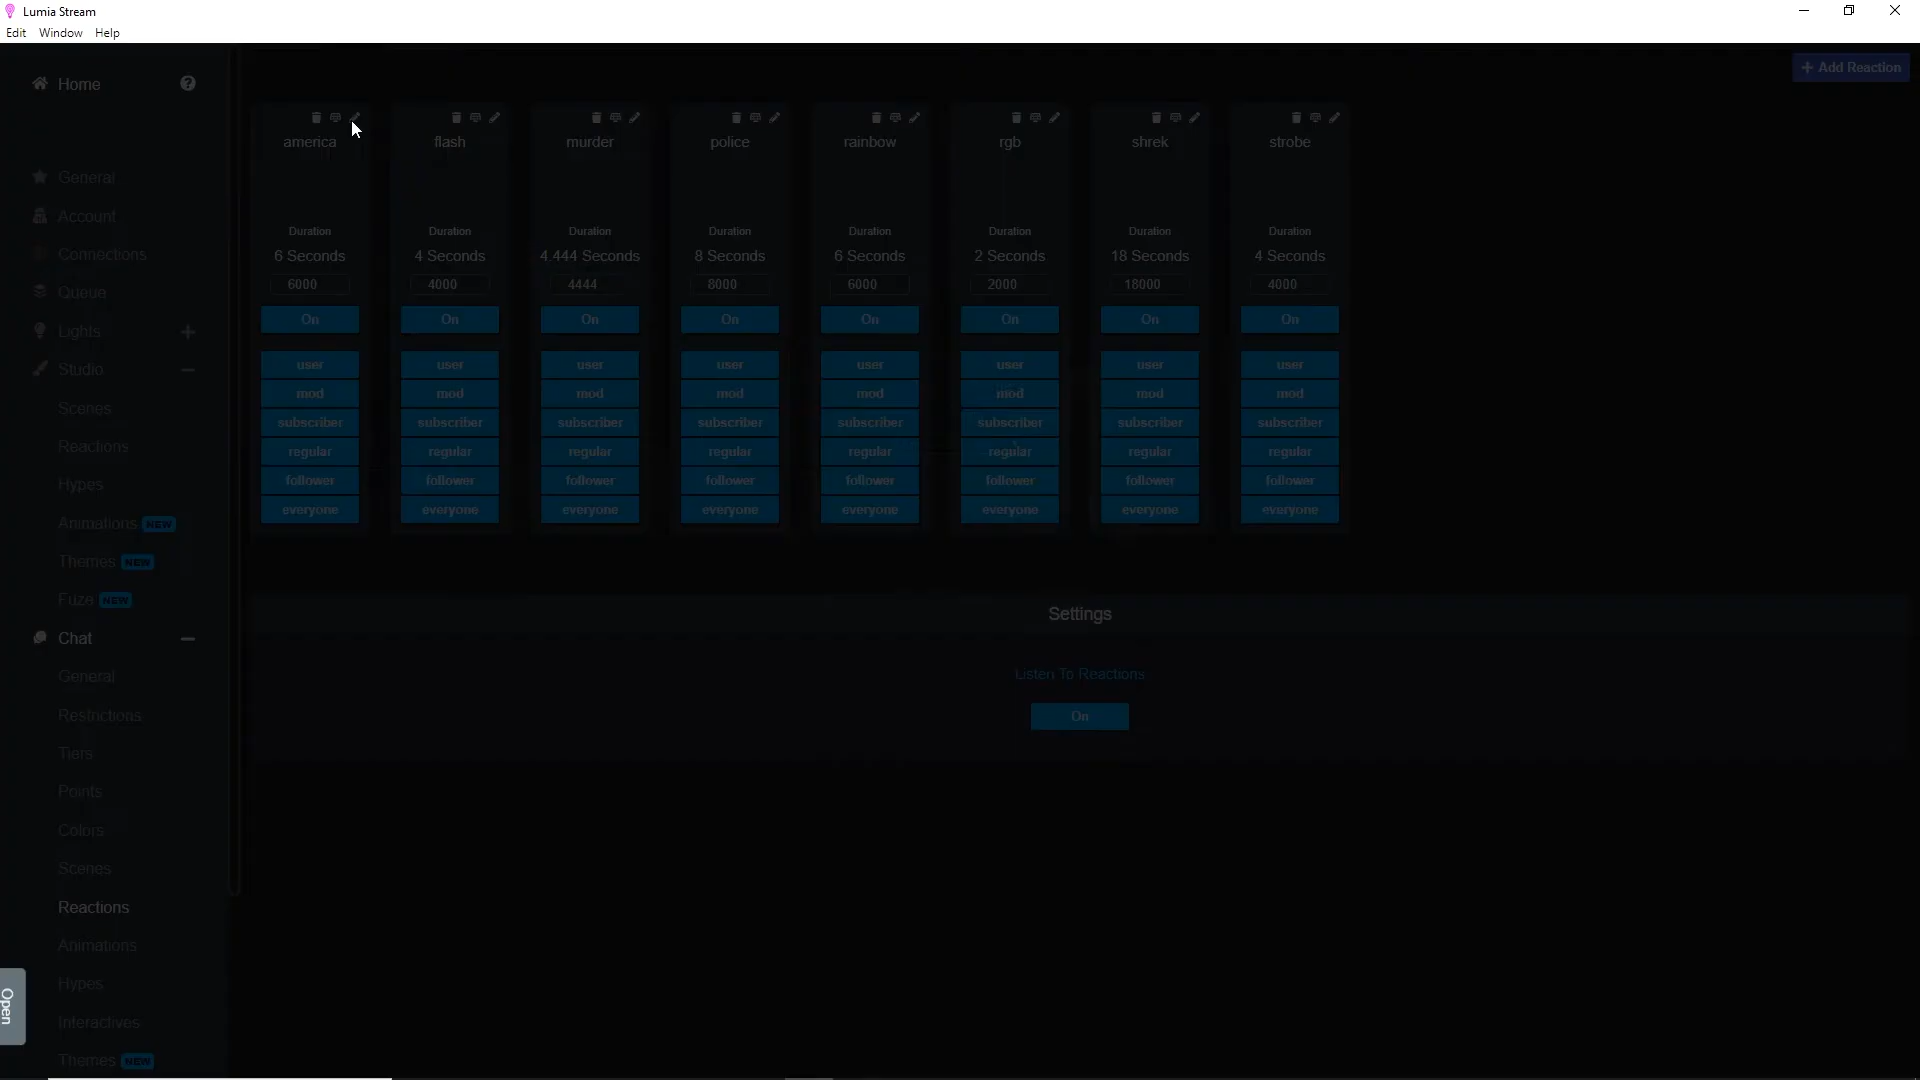 Lumia Stream
Edit Window Help
Home
Add Reaction
General
Account
Connections
Queue
Lights
Studio
Scenes
Reactions
Hypes
Animations NEW
Themes NEW
Fuze NEW
Chat
General
Restrictions
Tiers
Points
Colors
Scenes
Reactions
Animations
Hypes
Interactives
Themes NEW
Open
america flash murder police rainbow rgb shrek strobe
Duration Duration Duration Duration Duration Duration Duration Duration
6 Seconds 4 Seconds 4.444 Seconds 8 Seconds 6 Seconds 2 Seconds 18 Seconds 4 Seconds
6000 4000 4444 8000 6000 2000 18000 4000
On On On On On On On On
user user user user user user user user
mod mod mod mod mod mod mod mod
subscriber subscriber subscriber subscriber subscriber subscriber subscriber subscriber
regular regular regular regular regular regular regular regular
follower follower follower follower follower follower follower follower
everyone everyone everyone everyone everyone everyone everyone everyone
Settings
Listen To Reactions
On